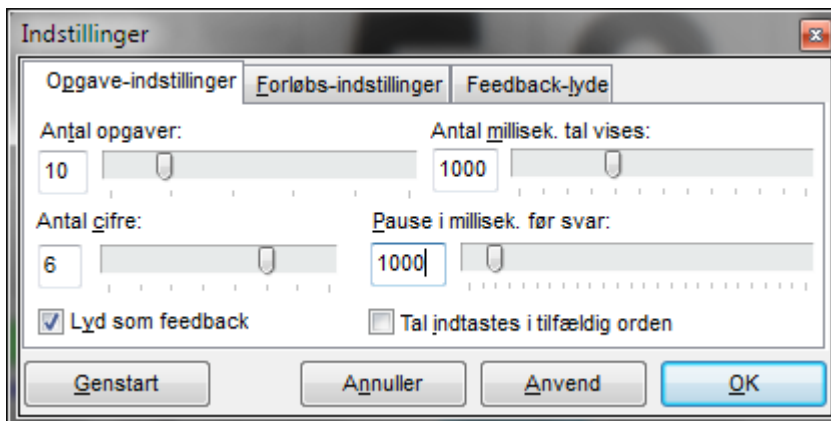 Indstillinger
Opgave-indstillinger Forløbs-indstillinger Feedback-lyde
Antal opgaver: Antal millisek. tal vises:
10 1000
Antal cifre: Pause i millisek. før svar:
6 1000
Lyd som feedback Tal indtastes i tilfældig orden
Genstart Annuller Anvend OK